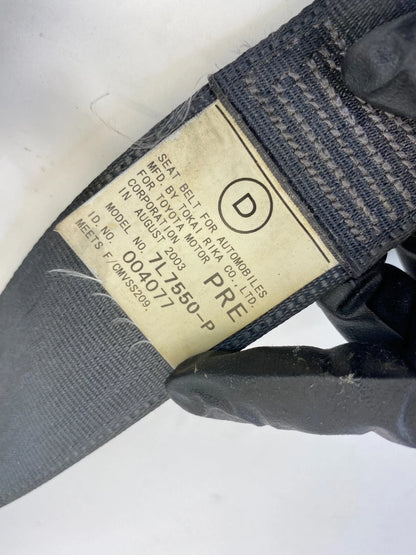 SEAT BELT FOR AUTOMOBILES
MFD. BY TOKAI RIKA CO., LTD.
FOR TOYOTA MOTOR
CORPORATION
IN AUGUST 2003
MODEL NO. 7L7550-P
ID NO. 004077
MEETS F/CMVSS209.
D
PRE